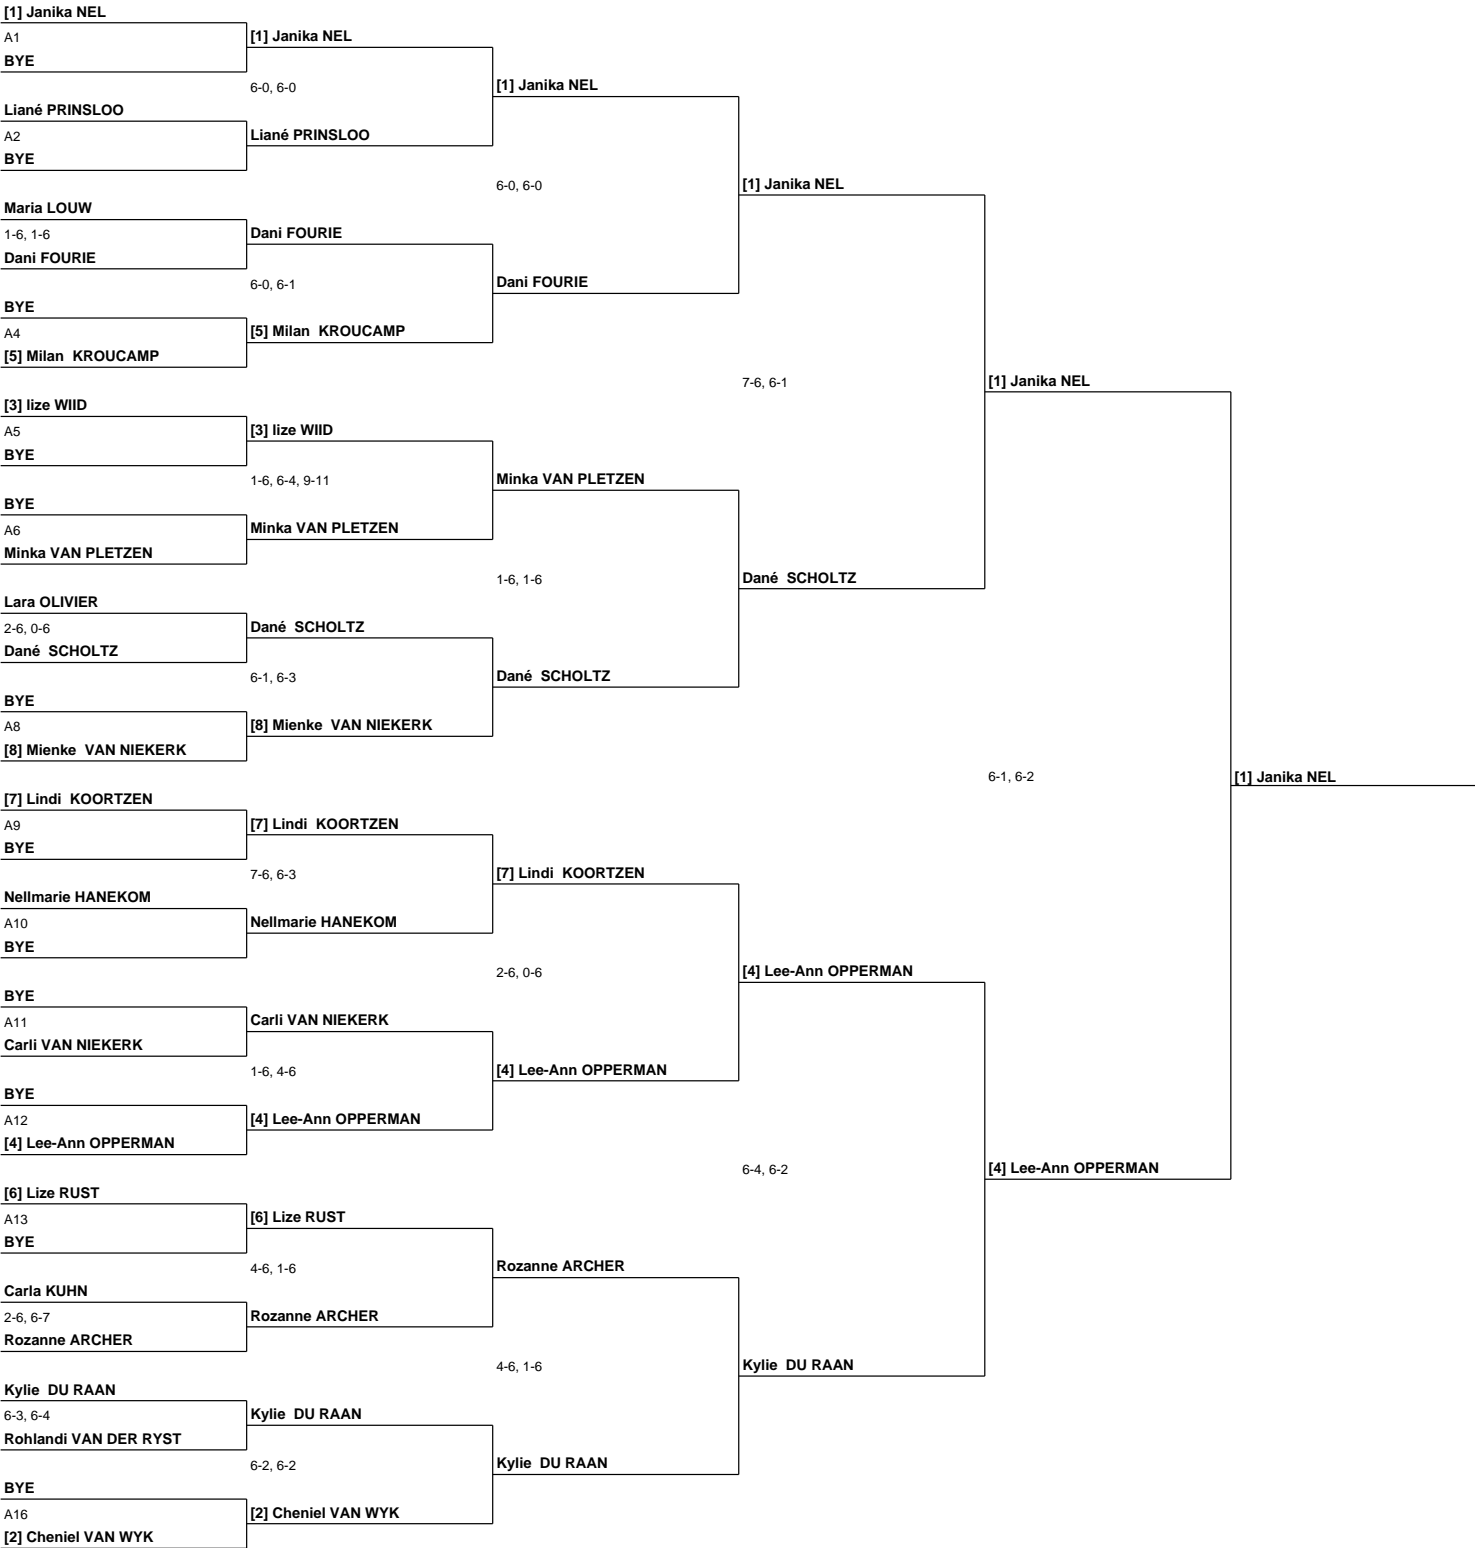 [1] Janika NEL
A1
BYE
Liané PRINSLOO
A2
BYE
Maria LOUW
1-6, 1-6
Dani FOURIE
BYE
A4
[5] Milan KROUCAMP
[3] lize WIID
A5
BYE
BYE
A6
Minka VAN PLETZEN
Lara OLIVIER
2-6, 0-6
Dané SCHOLTZ
BYE
A8
[8] Mienke VAN NIEKERK
[7] Lindi KOORTZEN
A9
BYE
Nellmarie HANEKOM
A10
BYE
BYE
A11
Carli VAN NIEKERK
BYE
A12
[4] Lee-Ann OPPERMAN
[6] Lize RUST
A13
BYE
Carla KUHN
2-6, 6-7
Rozanne ARCHER
Kylie DU RAAN
6-3, 6-4
Rohlandi VAN DER RYST
BYE
A16
[2] Cheniel VAN WYK
[1] Janika NEL
6-0, 6-0
Liané PRINSLOO
Dani FOURIE
6-0, 6-1
[5] Milan KROUCAMP
[3] lize WIID
1-6, 6-4, 9-11
Minka VAN PLETZEN
Dané SCHOLTZ
6-1, 6-3
[8] Mienke VAN NIEKERK
[7] Lindi KOORTZEN
7-6, 6-3
Nellmarie HANEKOM
Carli VAN NIEKERK
1-6, 4-6
[4] Lee-Ann OPPERMAN
[6] Lize RUST
4-6, 1-6
Rozanne ARCHER
Kylie DU RAAN
6-2, 6-2
[2] Cheniel VAN WYK
[1] Janika NEL
6-0, 6-0
Dani FOURIE
Minka VAN PLETZEN
1-6, 1-6
Dané SCHOLTZ
[7] Lindi KOORTZEN
2-6, 0-6
[4] Lee-Ann OPPERMAN
Rozanne ARCHER
4-6, 1-6
Kylie DU RAAN
[1] Janika NEL
7-6, 6-1
Dané SCHOLTZ
[4] Lee-Ann OPPERMAN
6-4, 6-2
Kylie DU RAAN
[1] Janika NEL
6-1, 6-2
[4] Lee-Ann OPPERMAN
[1] Janika NEL